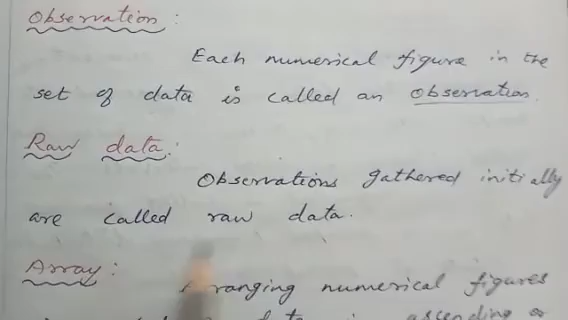 Observation :
Each numerical figure in the
set of data is called an observation.
Raw data:
Observations gathered initially
are called raw data.
Array :
numerical figures
ascending